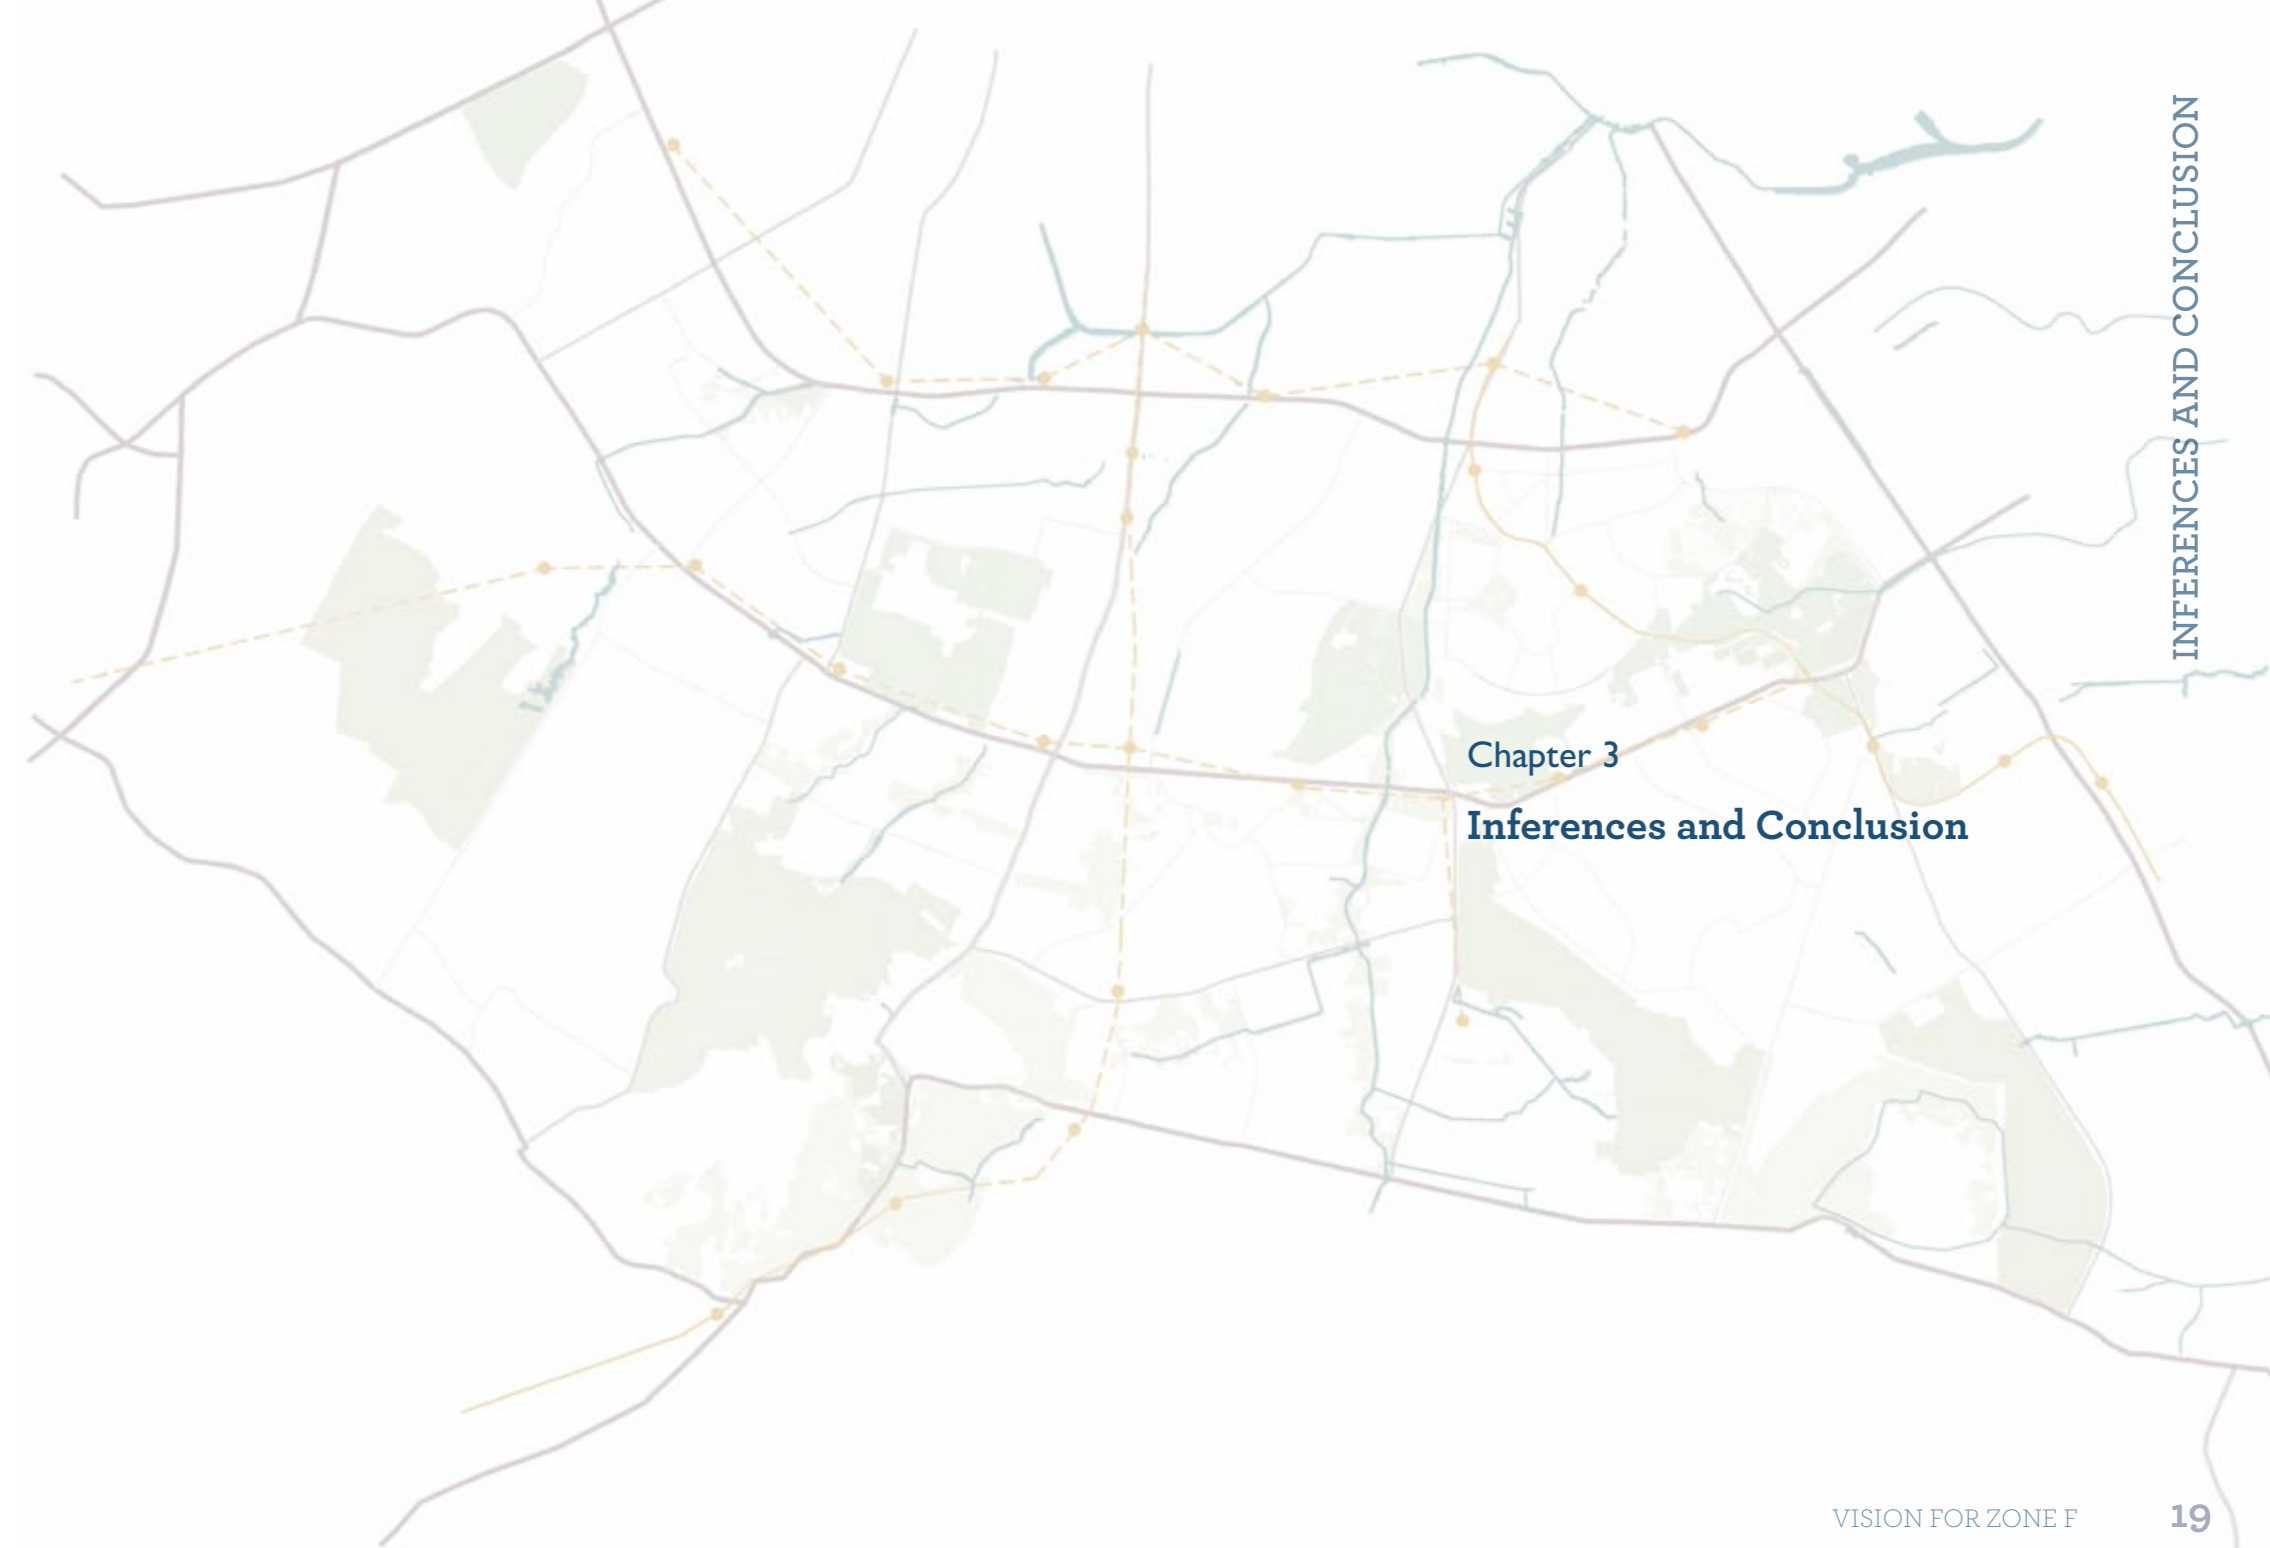 INFERENCES AND CONCLUSION
Chapter 3
Inferences and Conclusion
VISION FOR ZONE F
19